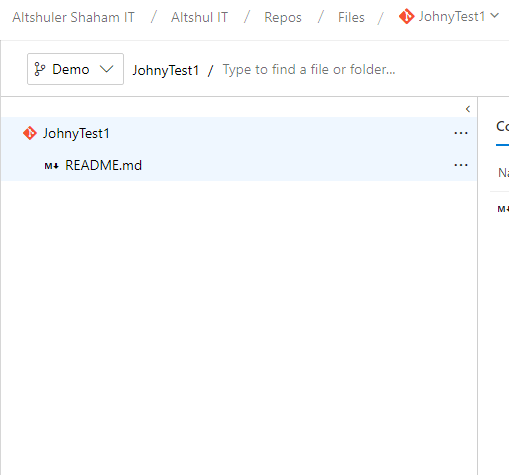 Altshuler Shaham IT / Altshul IT / Repos / Files / JohnyTest1
Demo JohnyTest1 / Type to find a file or folder...
JohnyTest1 ...
M↓ README.md ...
Co
Na
M↓